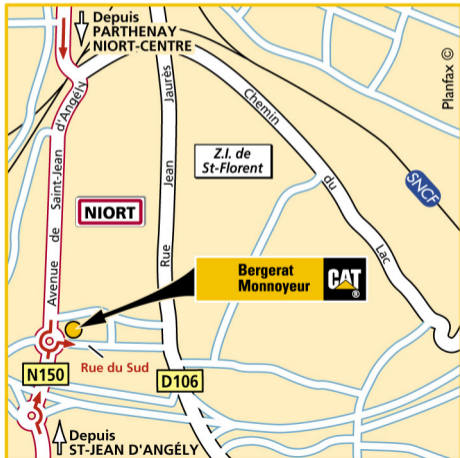 Depuis
PARTHENAY
NIORT-CENTRE
Planfax ©
Avenue de Saint-Jean d'Angély
Rue Jean Jaurès
Chemin du Lac
Z.I. de
St-Florent
SNCF
NIORT
Bergerat
Monnoyeur
CAT
®
Rue du Sud
N150
D106
Depuis
ST-JEAN D'ANGÉLY